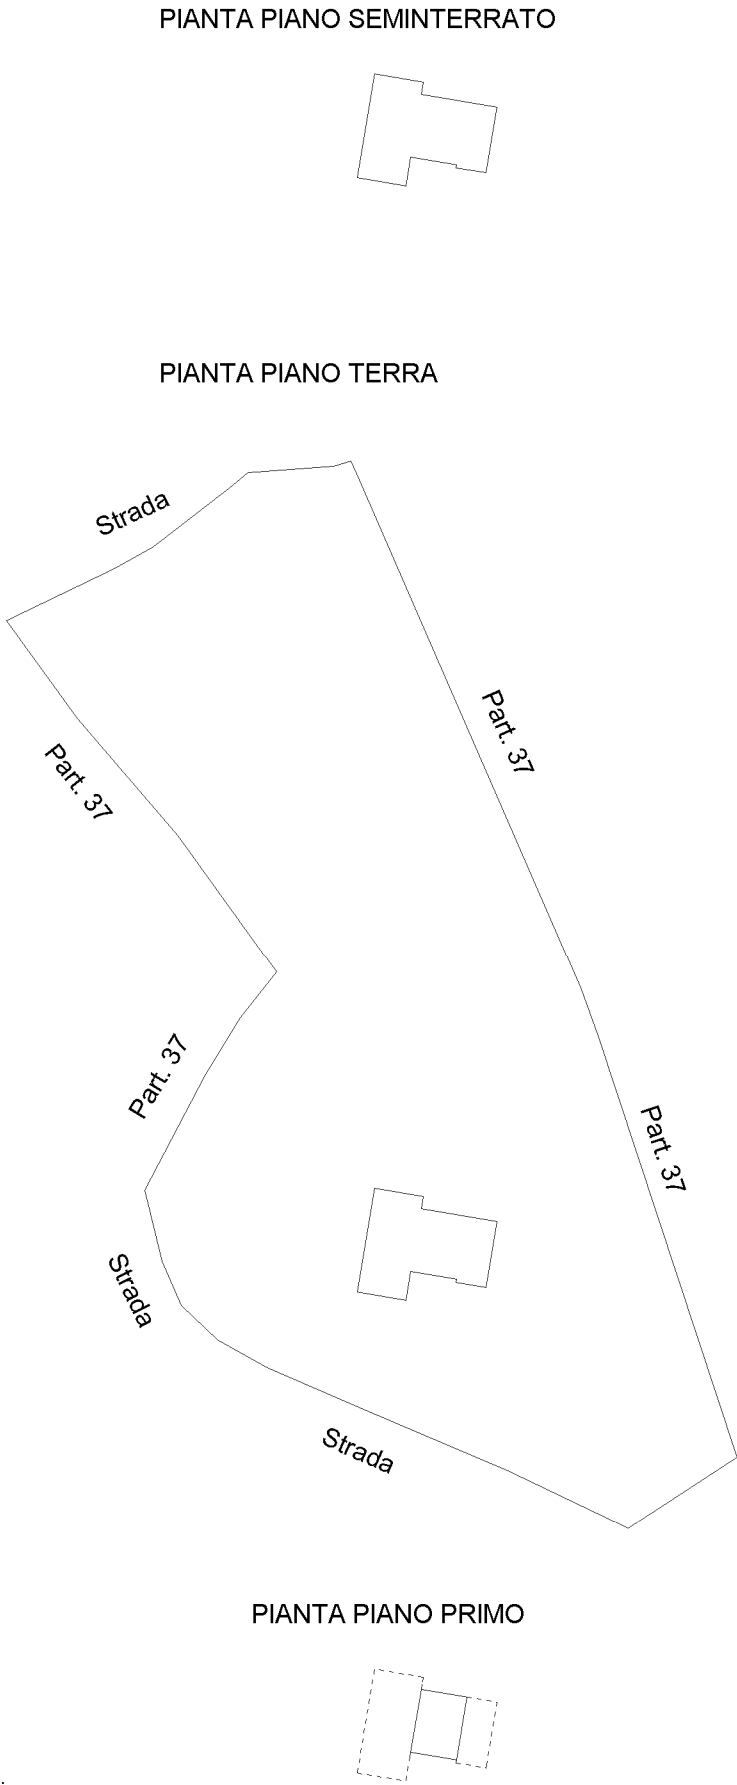 PIANTA PIANO SEMINTERRATO
PIANTA PIANO TERRA
Strada
Part. 37
Part. 37
Part. 37
Part. 37
Strada
Strada
PIANTA PIANO PRIMO